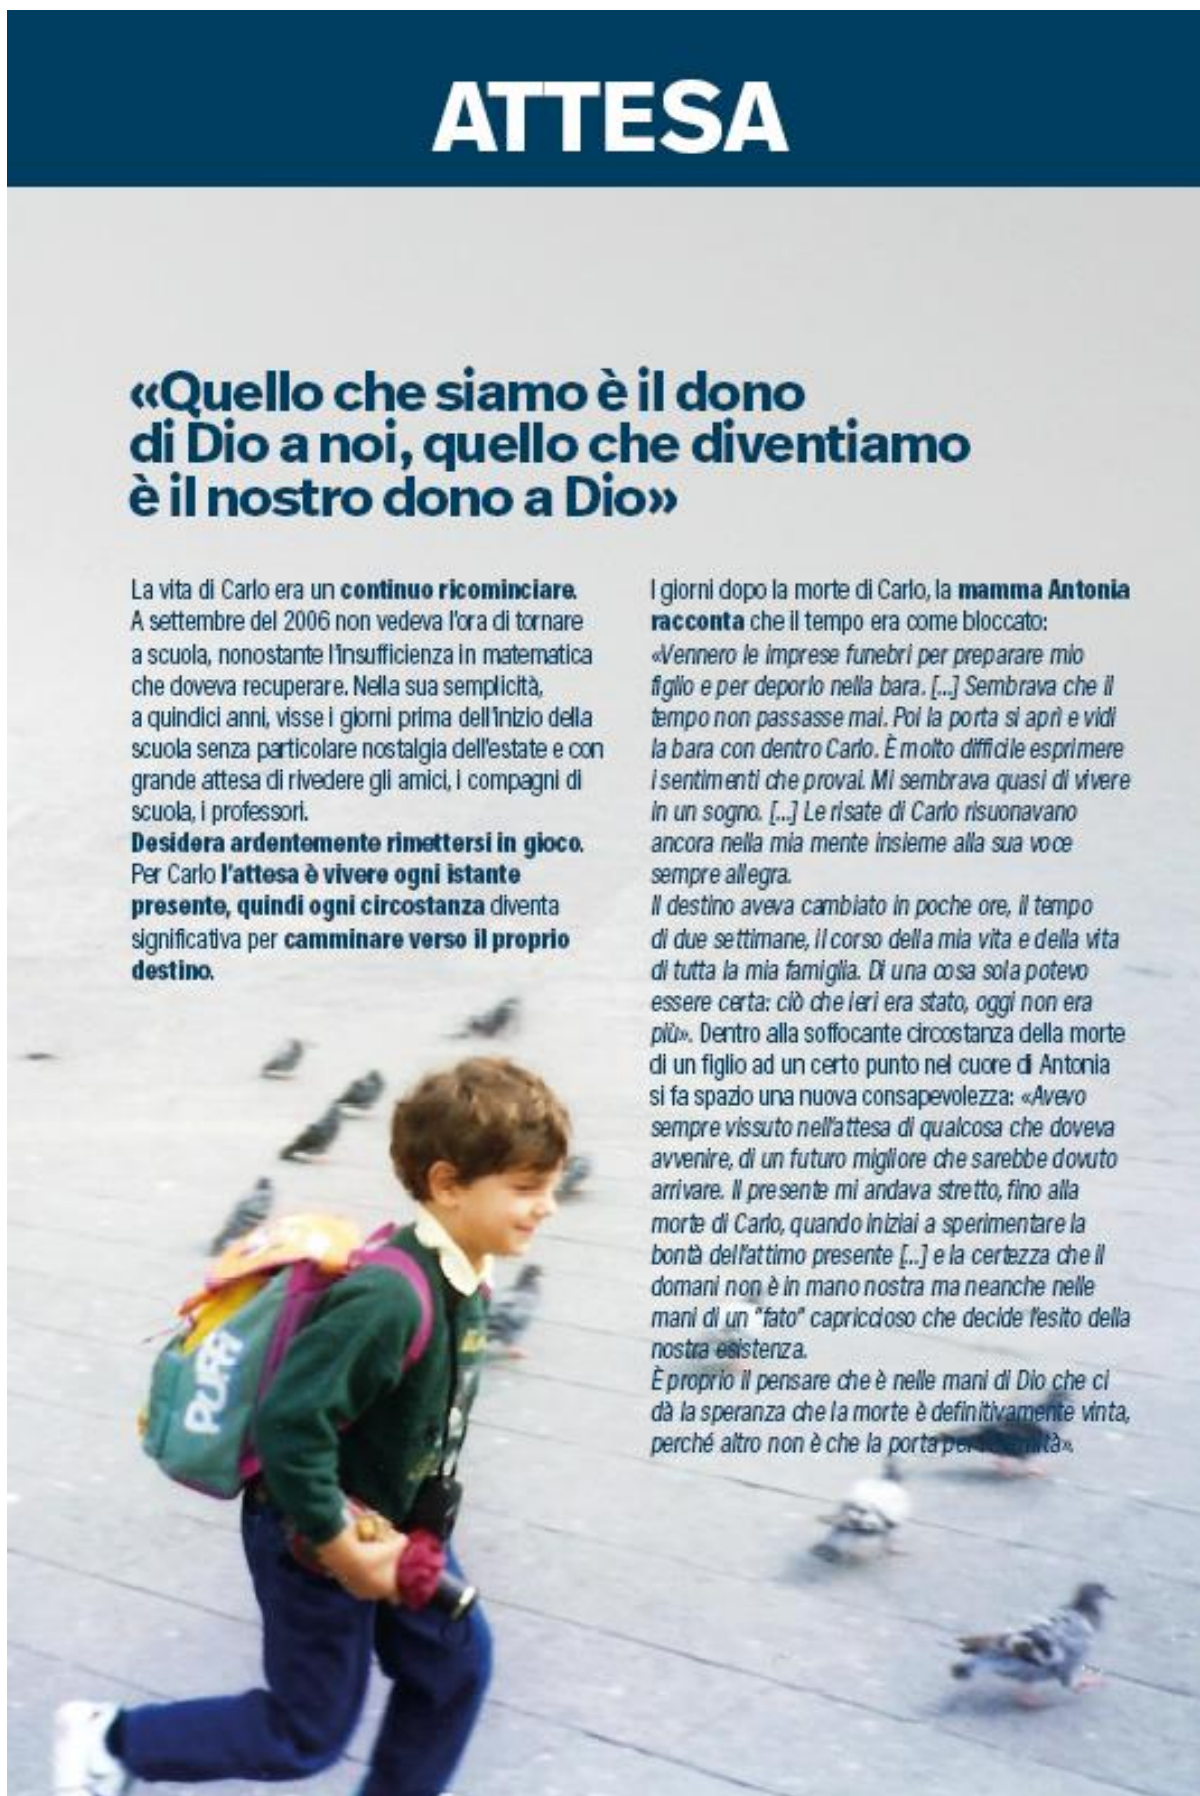 ATTESA
«Quello che siamo è il dono
di Dio a noi, quello che diventiamo
è il nostro dono a Dio»
La vita di Carlo era un continuo ricominciare.
A settembre del 2006 non vedeva l'ora di tornare
a scuola, nonostante l'insufficienza in matematica
che doveva recuperare. Nella sua semplicità,
a quindici anni, visse i giorni prima dell'inizio della
scuola senza particolare nostalgia dell'estate e con
grande attesa di rivedere gli amici, i compagni di
scuola, i professori.
Desidera ardentemente rimettersi in gioco.
Per Carlo l'attesa è vivere ogni istante
presente, quindi ogni circostanza diventa
significativa per camminare verso il proprio
destino.
I giorni dopo la morte di Carlo, la mamma Antonia
racconta che il tempo era come bloccato:
«Vennero le imprese funebri per preparare mio
figlio e per deporlo nella bara. [...] Sembrava che il
tempo non passasse mai. Poi la porta si aprì e vidi
la bara con dentro Carlo. È molto difficile esprimere
i sentimenti che provai. Mi sembrava quasi di vivere
in un sogno. [...] Le risate di Carlo risuonavano
ancora nella mia mente insieme alla sua voce
sempre allegra.
Il destino aveva cambiato in poche ore, il tempo
di due settimane, il corso della mia vita e della vita
di tutta la mia famiglia. Di una cosa sola potevo
essere certa: ciò che ieri era stato, oggi non era
più». Dentro alla soffocante circostanza della morte
di un figlio ad un certo punto nel cuore di Antonia
si fa spazio una nuova consapevolezza: «Avevo
sempre vissuto nell'attesa di qualcosa che doveva
avvenire, di un futuro migliore che sarebbe dovuto
arrivare. Il presente mi andava stretto, fino alla
morte di Carlo, quando iniziai a sperimentare la
bontà dell'attimo presente [...] e la certezza che il
domani non è in mano nostra ma neanche nelle
mani di un "fato" capriccioso che decide l'esito della
nostra esistenza.
È proprio il pensare che è nelle mani di Dio che ci
dà la speranza che la morte è definitivamente vinta,
perché altro non è che la porta per
PUFFI